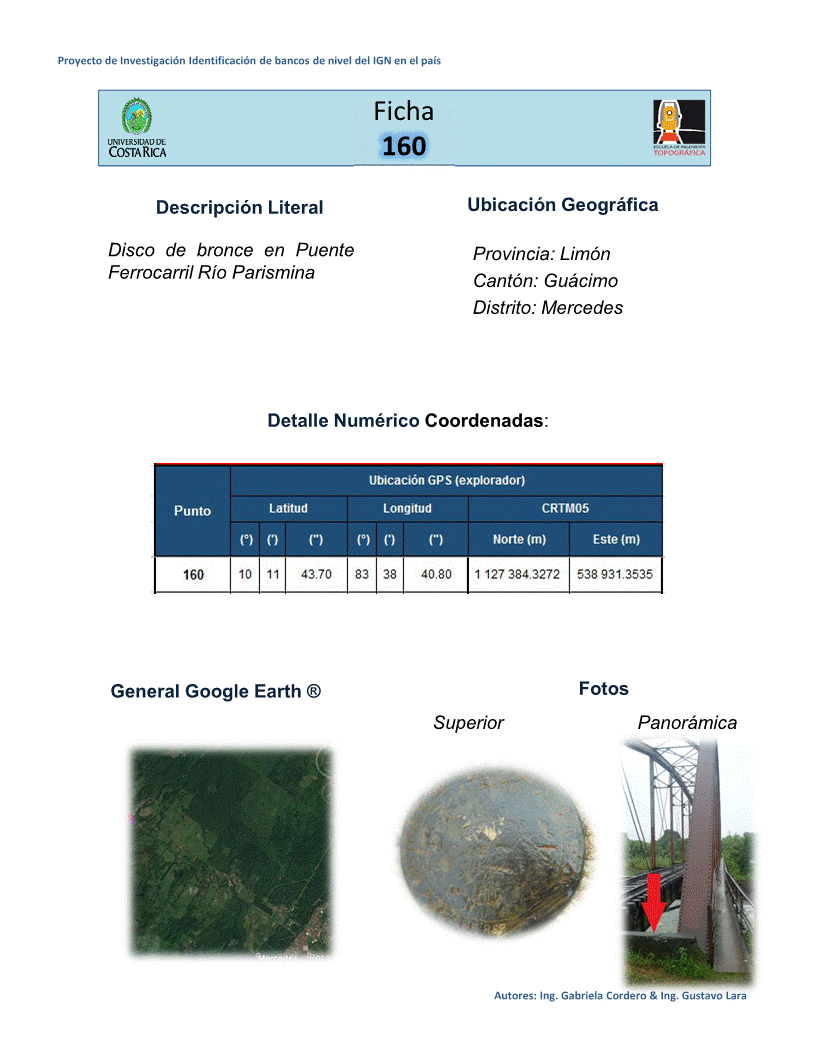 Proyecto de Investigación Identificación de bancos de nivel del IGN en el país
UNIVERSIDAD DE
COSTA RICA
Ficha
160
ESCUELA DE INGENIERÍA
TOPOGRÁFICA
Descripción Literal
Disco de bronce en Puente
Ferrocarril Río Parismina
Ubicación Geográfica
Provincia: Limón
Cantón: Guácimo
Distrito: Mercedes
Detalle Numérico Coordenadas:
Punto
Ubicación GPS (explorador)
Latitud Longitud CRTM05
(°) (') (") (°) (') (") Norte (m) Este (m)
160 10 11 43.70 83 38 40.80 1 127 384.3272 538 931.3535
General Google Earth ®
Fotos
Superior Panorámica
Autores: Ing. Gabriela Cordero & Ing. Gustavo Lara